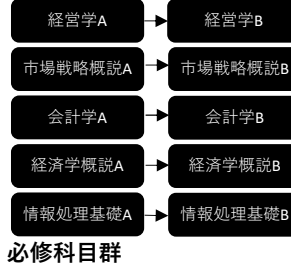 経営学A
経営学B
市場戦略概説A
市場戦略概説B
会計学A
会計学B
経済学概説A
経済学概説B
情報処理基礎A
情報処理基礎B
必修科目群